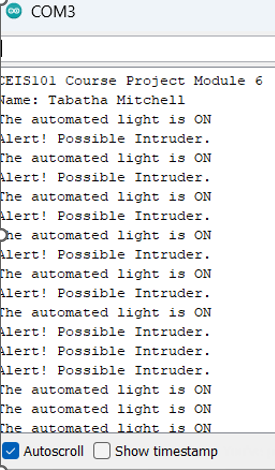 COM3
CEIS101 Course Project Module 6
Name: Tabatha Mitchell
The automated light is ON
Alert! Possible Intruder.
The automated light is ON
Alert! Possible Intruder.
The automated light is ON
Alert! Possible Intruder.
The automated light is ON
Alert! Possible Intruder.
The automated light is ON
Alert! Possible Intruder.
The automated light is ON
Alert! Possible Intruder.
Alert! Possible Intruder.
Alert! Possible Intruder.
The automated light is ON
The automated light is ON
The automated light is ON
Autoscroll Show timestamp